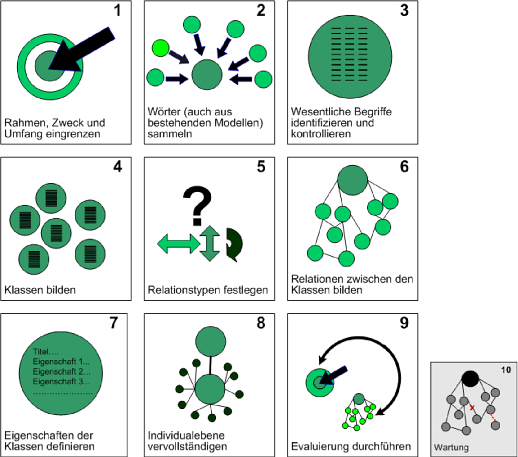 1
Rahmen, Zweck und
Umfang eingrenzen
2
Wörter (auch aus
bestehenden Modellen)
sammeln
3
Wesentliche Begriffe
identifizieren und
kontrollieren
4
Klassen bilden
5
?
Relationstypen festlegen
6
Relationen zwischen den
Klassen bilden
7
Titel....
Eigenschaft 1...
Eigenschaft 2...
Eigenschaft 3...
........................
Eigenschaften der
Klassen definieren
8
Individualebene
vervollständigen
9
Evaluierung durchführen
10
x
Wartung